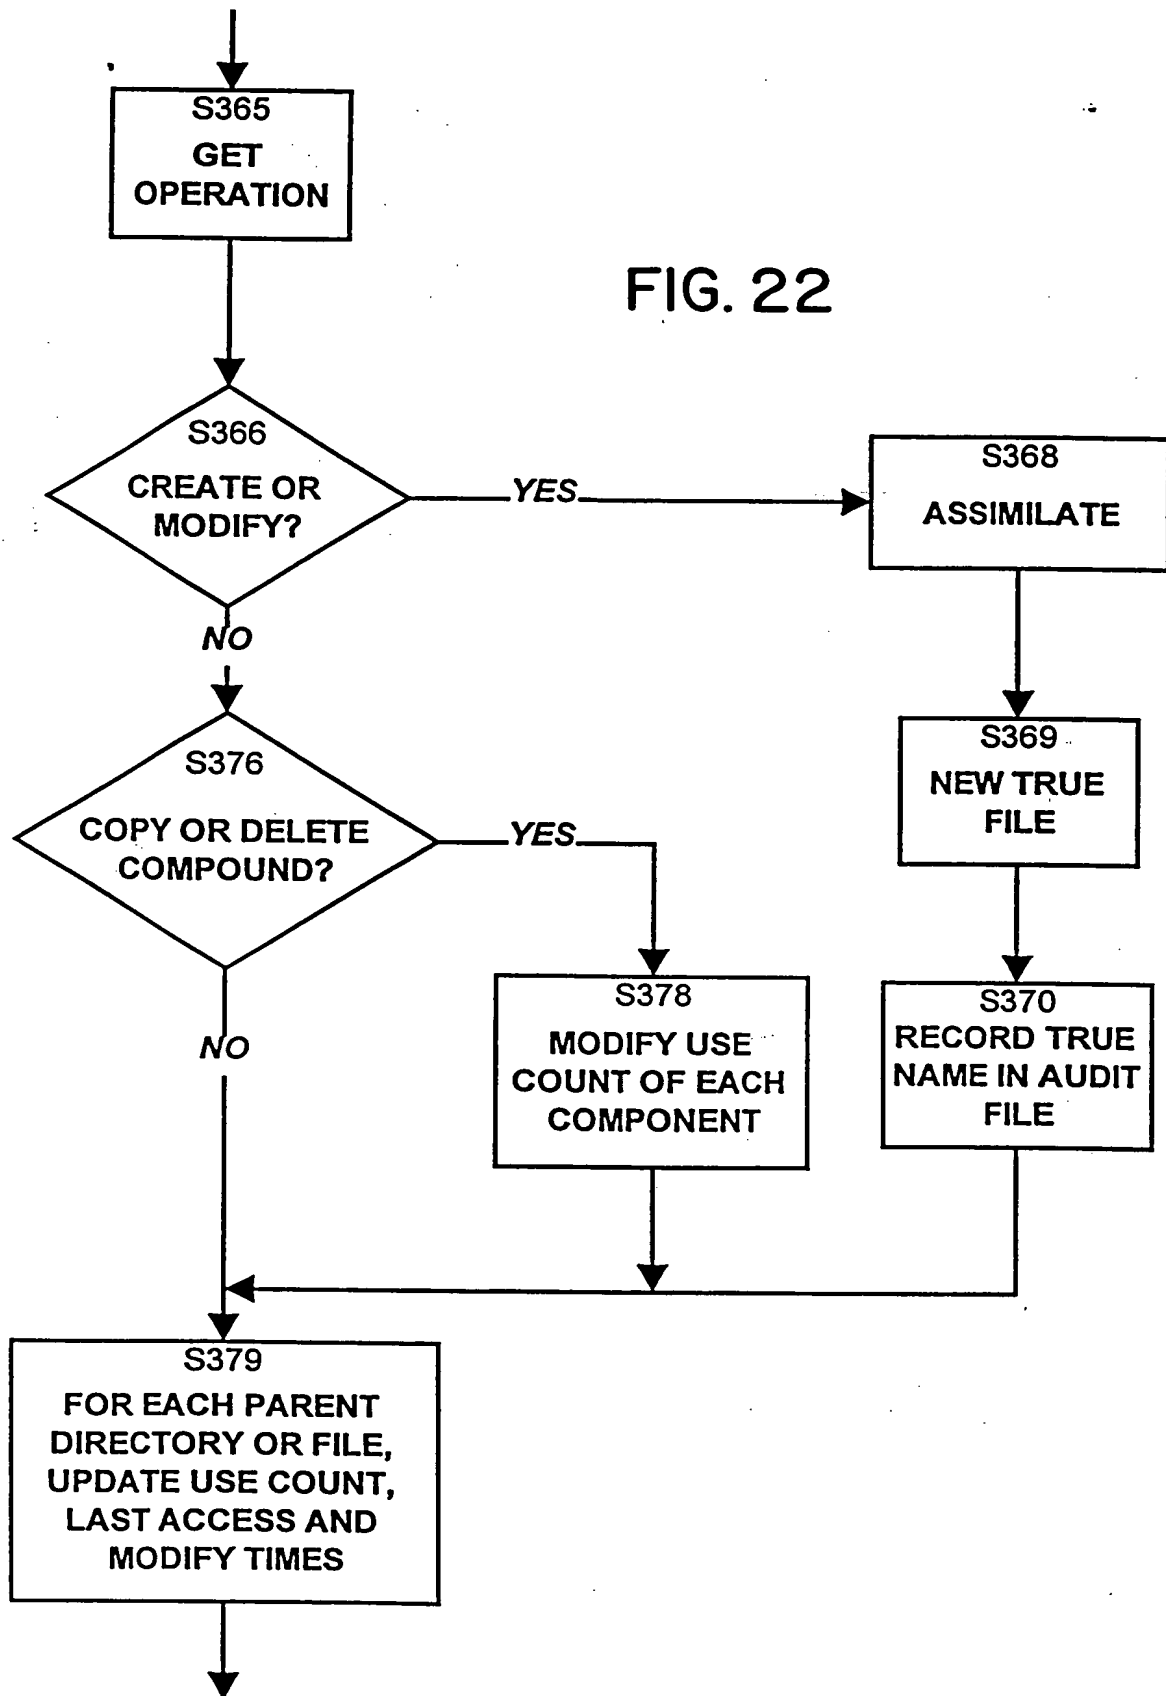 S365
GET
OPERATION
FIG. 22
S366
CREATE OR
MODIFY?
YES
S368
ASSIMILATE
NO
S369
NEW TRUE
FILE
S376
COPY OR DELETE
COMPOUND?
YES
S378
MODIFY USE
COUNT OF EACH
COMPONENT
S370
RECORD TRUE
NAME IN AUDIT
FILE
NO
S379
FOR EACH PARENT
DIRECTORY OR FILE,
UPDATE USE COUNT,
LAST ACCESS AND
MODIFY TIMES